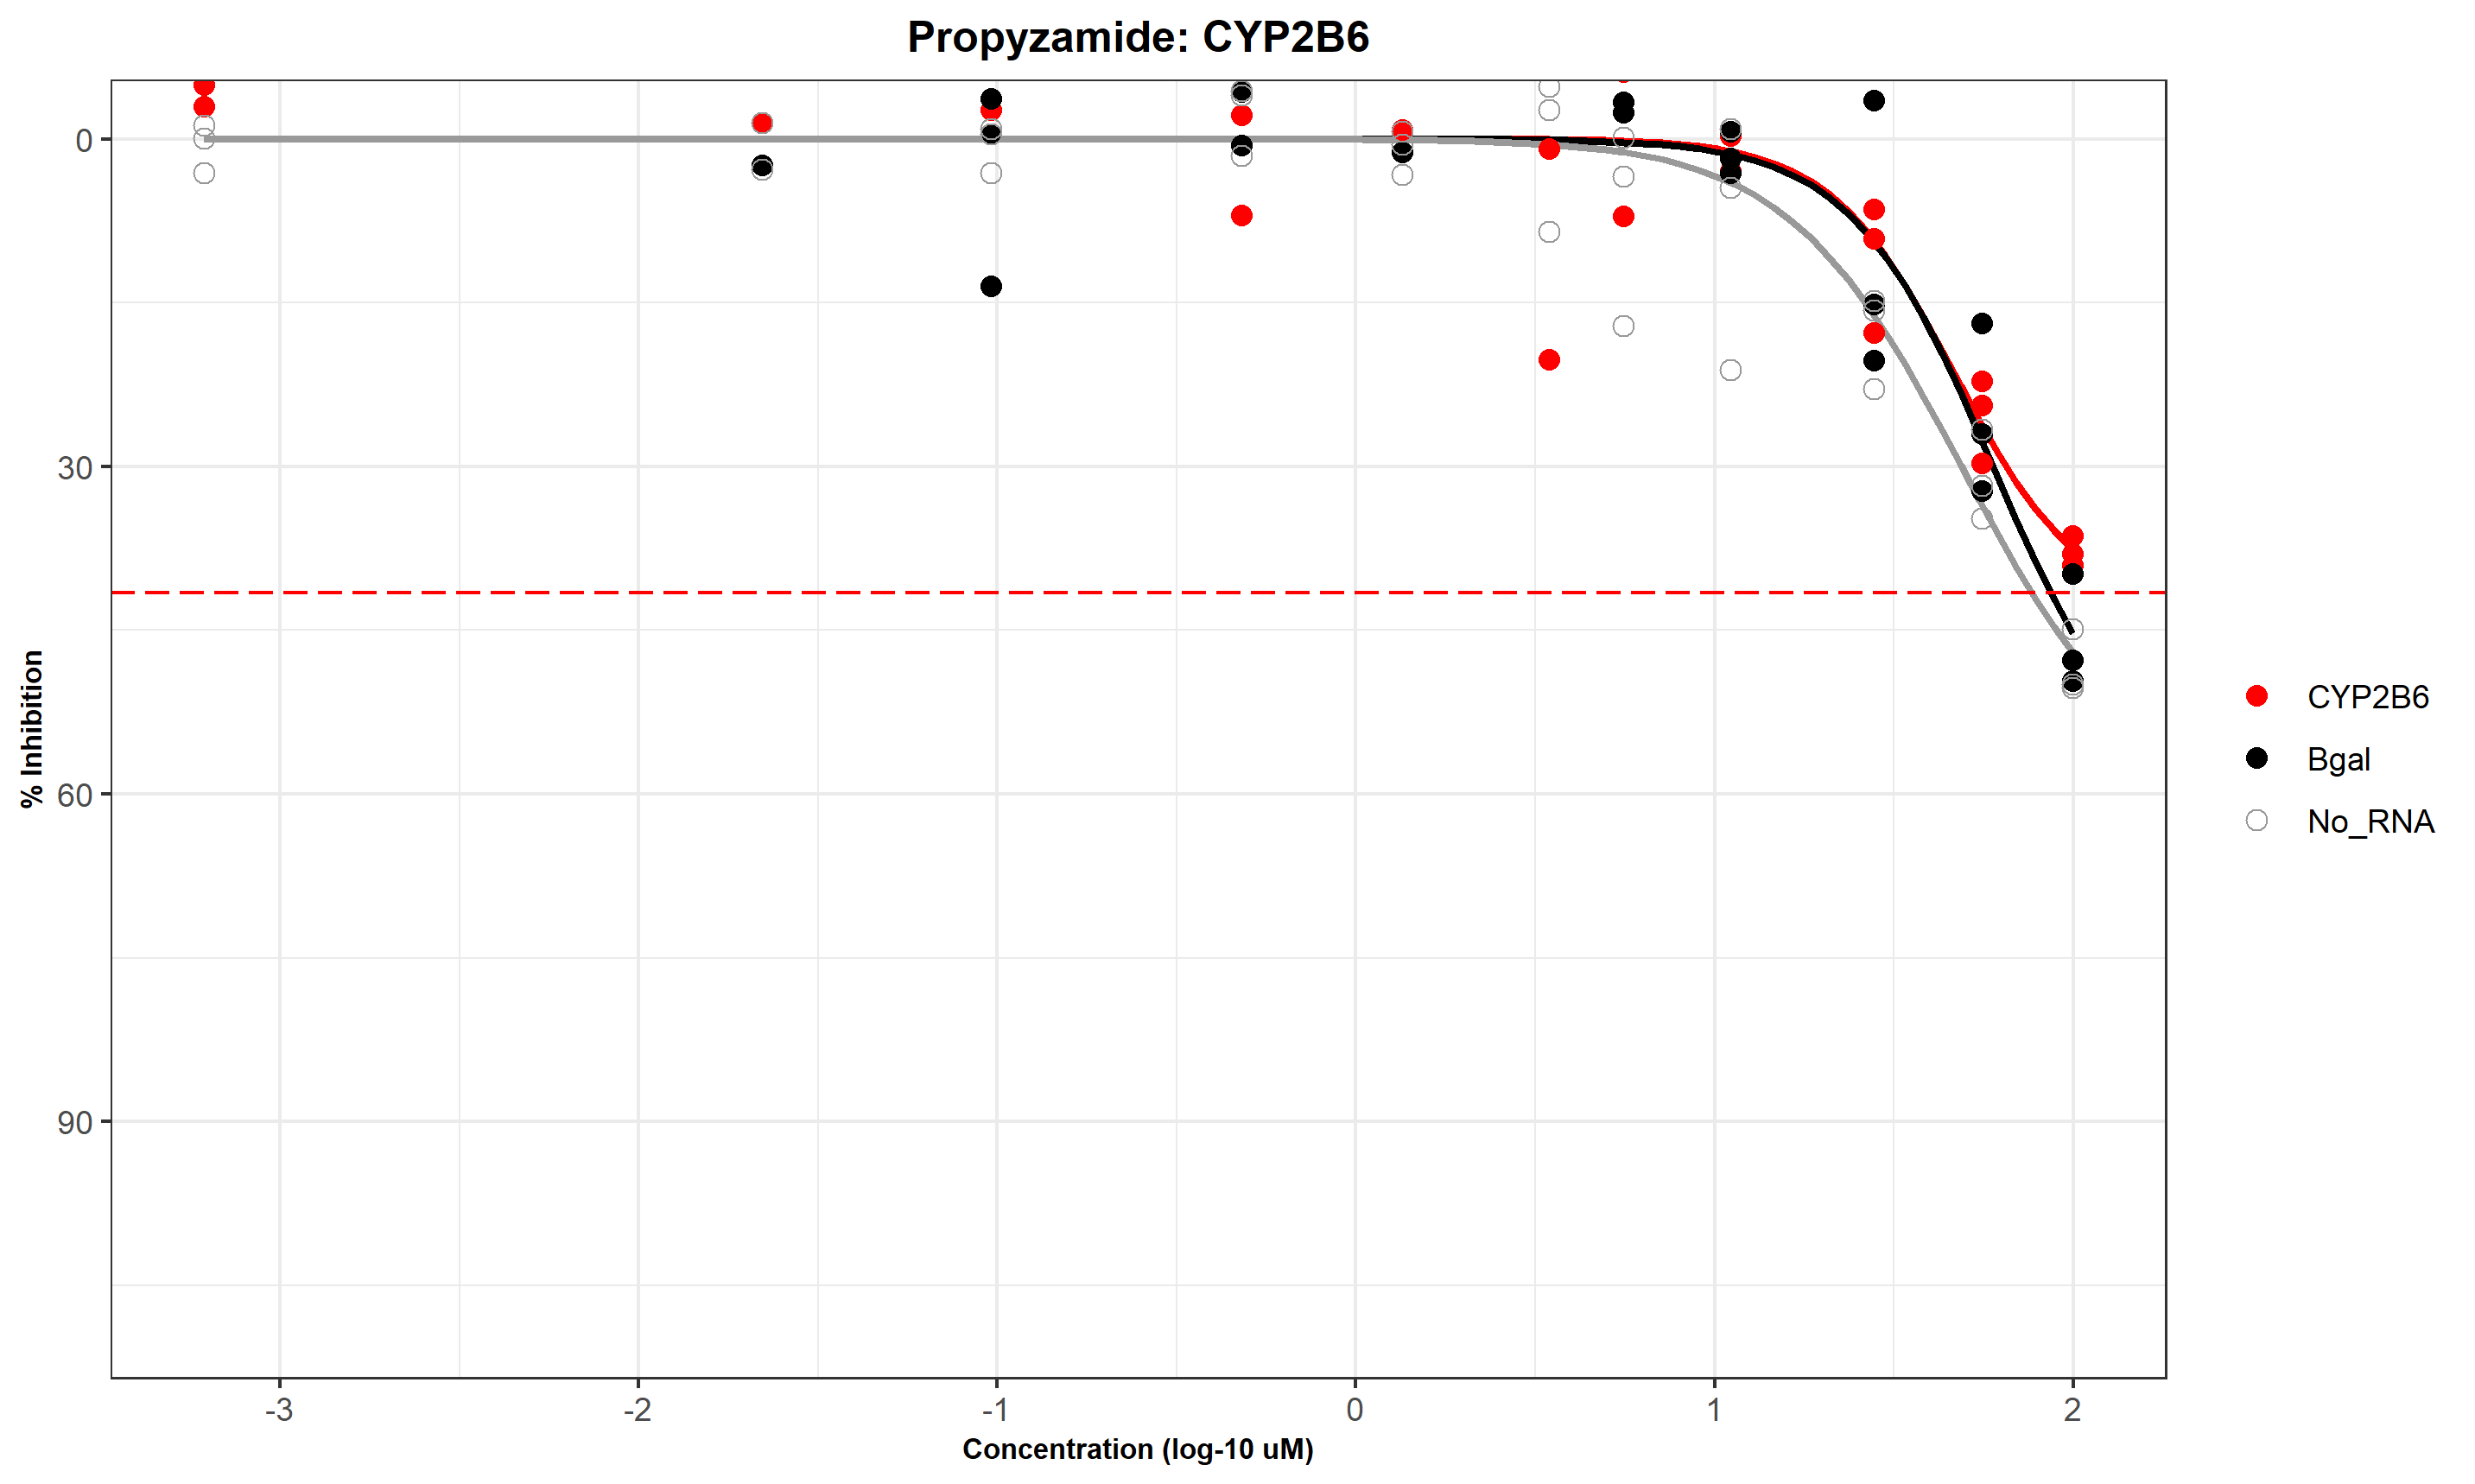 Propyzamide: CYP2B6
0
30
60
90
% Inhibition
-3
-2
-1
0
1
2
Concentration (log-10 uM)
CYP2B6
Bgal
No_RNA